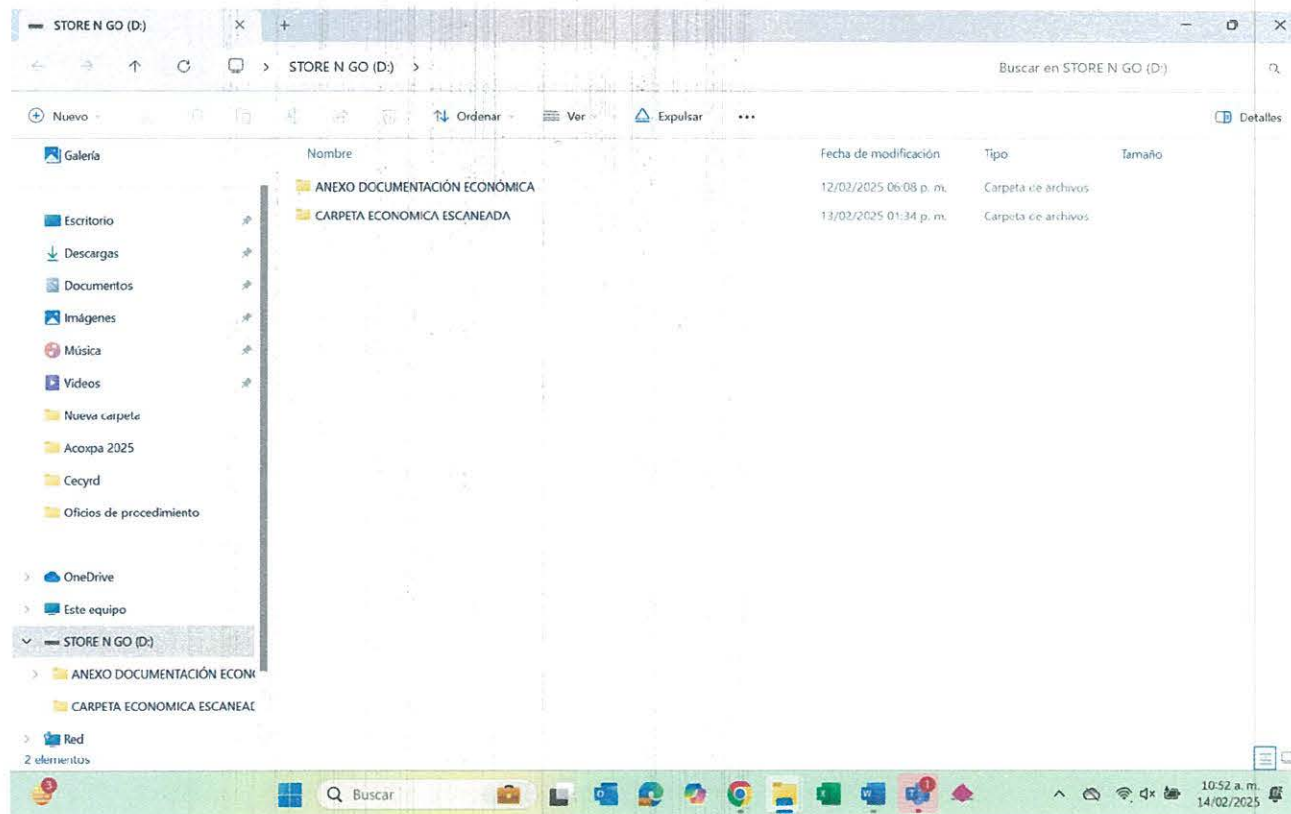 STORE N GO (D:)
STORE N GO (D:)
Buscar en STORE N GO (D:)
Nuevo
Ordenar
Ver
Expulsar
Detalles
Nombre
Fecha de modificación
Tipo
Tamaño
ANEXO DOCUMENTACIÓN ECONÓMICA
12/02/2025 06:08 p. m.
Carpeta de archivos
CARPETA ECONOMICA ESCANEADA
13/02/2025 01:34 p. m.
Carpeta de archivos
Galería
Escritorio
Descargas
Documentos
Imágenes
Música
Videos
Nueva carpeta
Acoxpa 2025
Cecyrd
Oficios de procedimiento
OneDrive
Este equipo
STORE N GO (D:)
ANEXO DOCUMENTACIÓN ECON
CARPETA ECONOMICA ESCANEAD
Red
2 elementos
3
Buscar
1
10:52 a. m.
14/02/2025